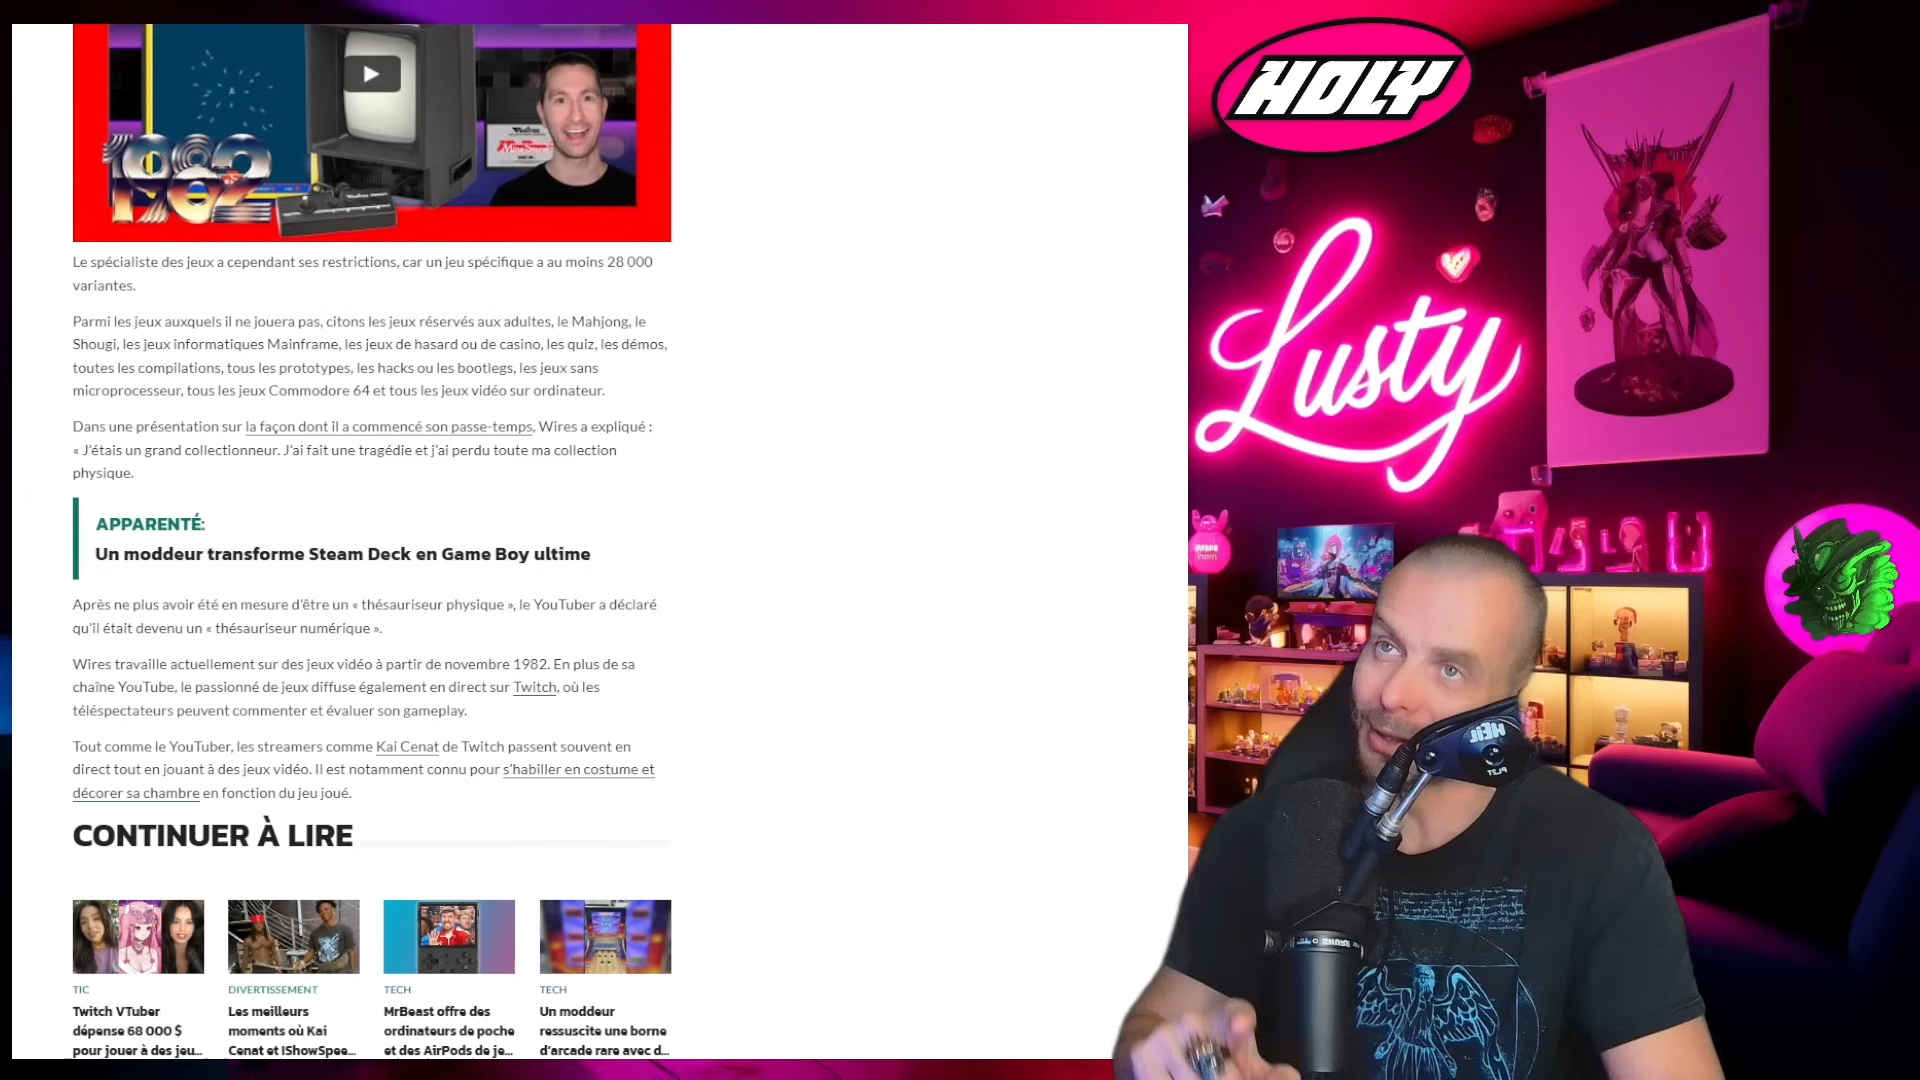 1982
Le spécialiste des jeux a cependant ses restrictions, car un jeu spécifique a au moins 28 000
variantes.
Parmi les jeux auxquels il ne jouera pas, citons les jeux réservés aux adultes, le Mahjong, le
Shougi, les jeux informatiques Mainframe, les jeux de hasard ou de casino, les quiz, les démos,
toutes les compilations, tous les prototypes, les hacks ou les bootlegs, les jeux sans
microprocesseur, tous les jeux Commodore 64 et tous les jeux vidéo sur ordinateur.
Dans une présentation sur la façon dont il a commencé son passe-temps, Wires a expliqué :
« J'étais un grand collectionneur. J'ai fait une tragédie et j'ai perdu toute ma collection
physique.
APPARENTÉ:
Un moddeur transforme Steam Deck en Game Boy ultime
Après ne plus avoir été en mesure d'être un « thésauriseur physique », le YouTuber a déclaré
qu'il était devenu un « thésauriseur numérique ».
Wires travaille actuellement sur des jeux vidéo à partir de novembre 1982. En plus de sa
chaîne YouTube, le passionné de jeux diffuse également en direct sur Twitch, où les
téléspectateurs peuvent commenter et évaluer son gameplay.
Tout comme le YouTuber, les streamers comme Kai Cenat de Twitch passent souvent en
direct tout en jouant à des jeux vidéo. Il est notamment connu pour s'habiller en costume et
décorer sa chambre en fonction du jeu joué.
CONTINUER À LIRE
TIC
Twitch VTuber
dépense 68 000 $
pour jouer à des jeu...
DIVERTISSEMENT
Les meilleurs
moments où Kai
Cenat et IShowSpee...
TECH
MrBeast offre des
ordinateurs de poche
et des AirPods de je...
TECH
Un moddeur
ressuscite une borne
d'arcade rare avec d...
HOLY
Lusty